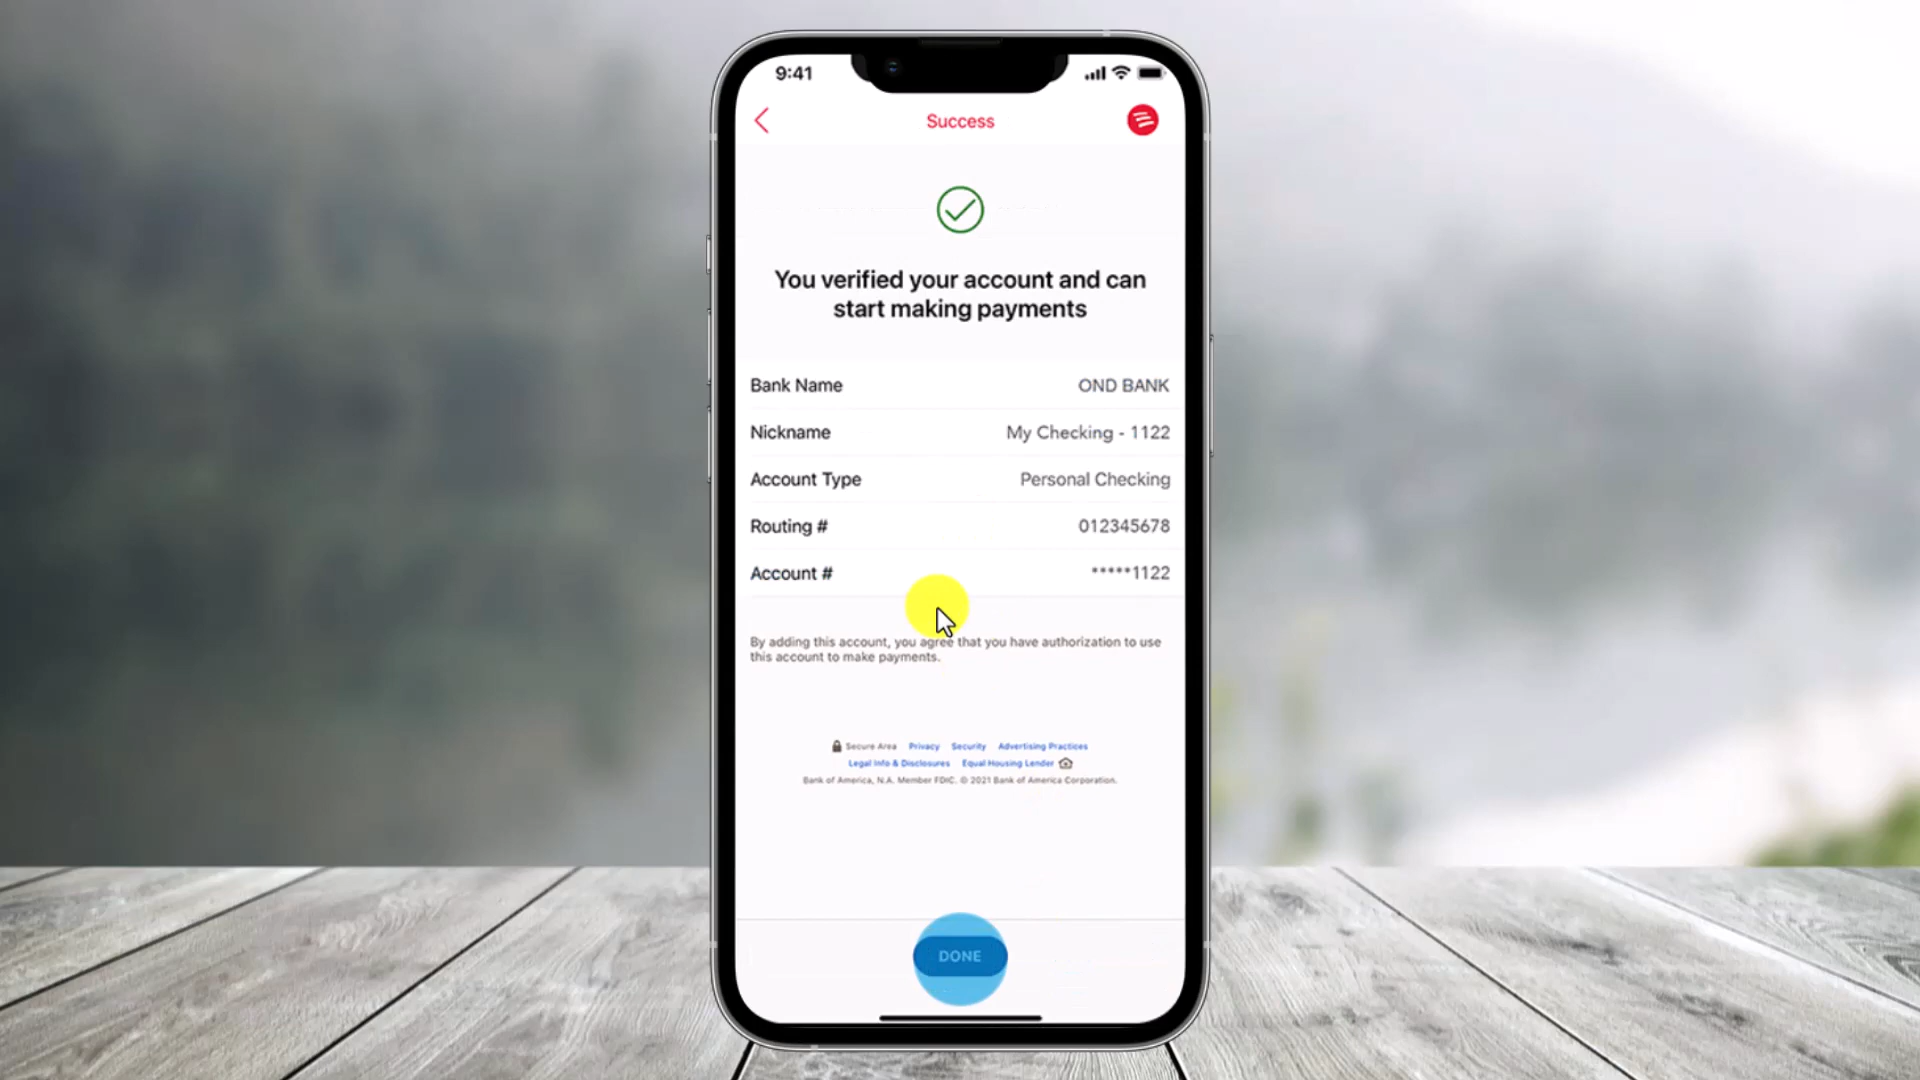 9:41
Success
You verified your account and can
start making payments
Bank Name OND BANK
Nickname My Checking - 1122
Account Type Personal Checking
Routing # 012345678
Account # *****1122
By adding this account, you agree that you have authorization to use
this account to make payments.
Secure Area Privacy Security Advertising Practices
Legal Info & Disclosures Equal Housing Lender
Bank of America, N.A. Member FDIC. © 2021 Bank of America Corporation.
DONE